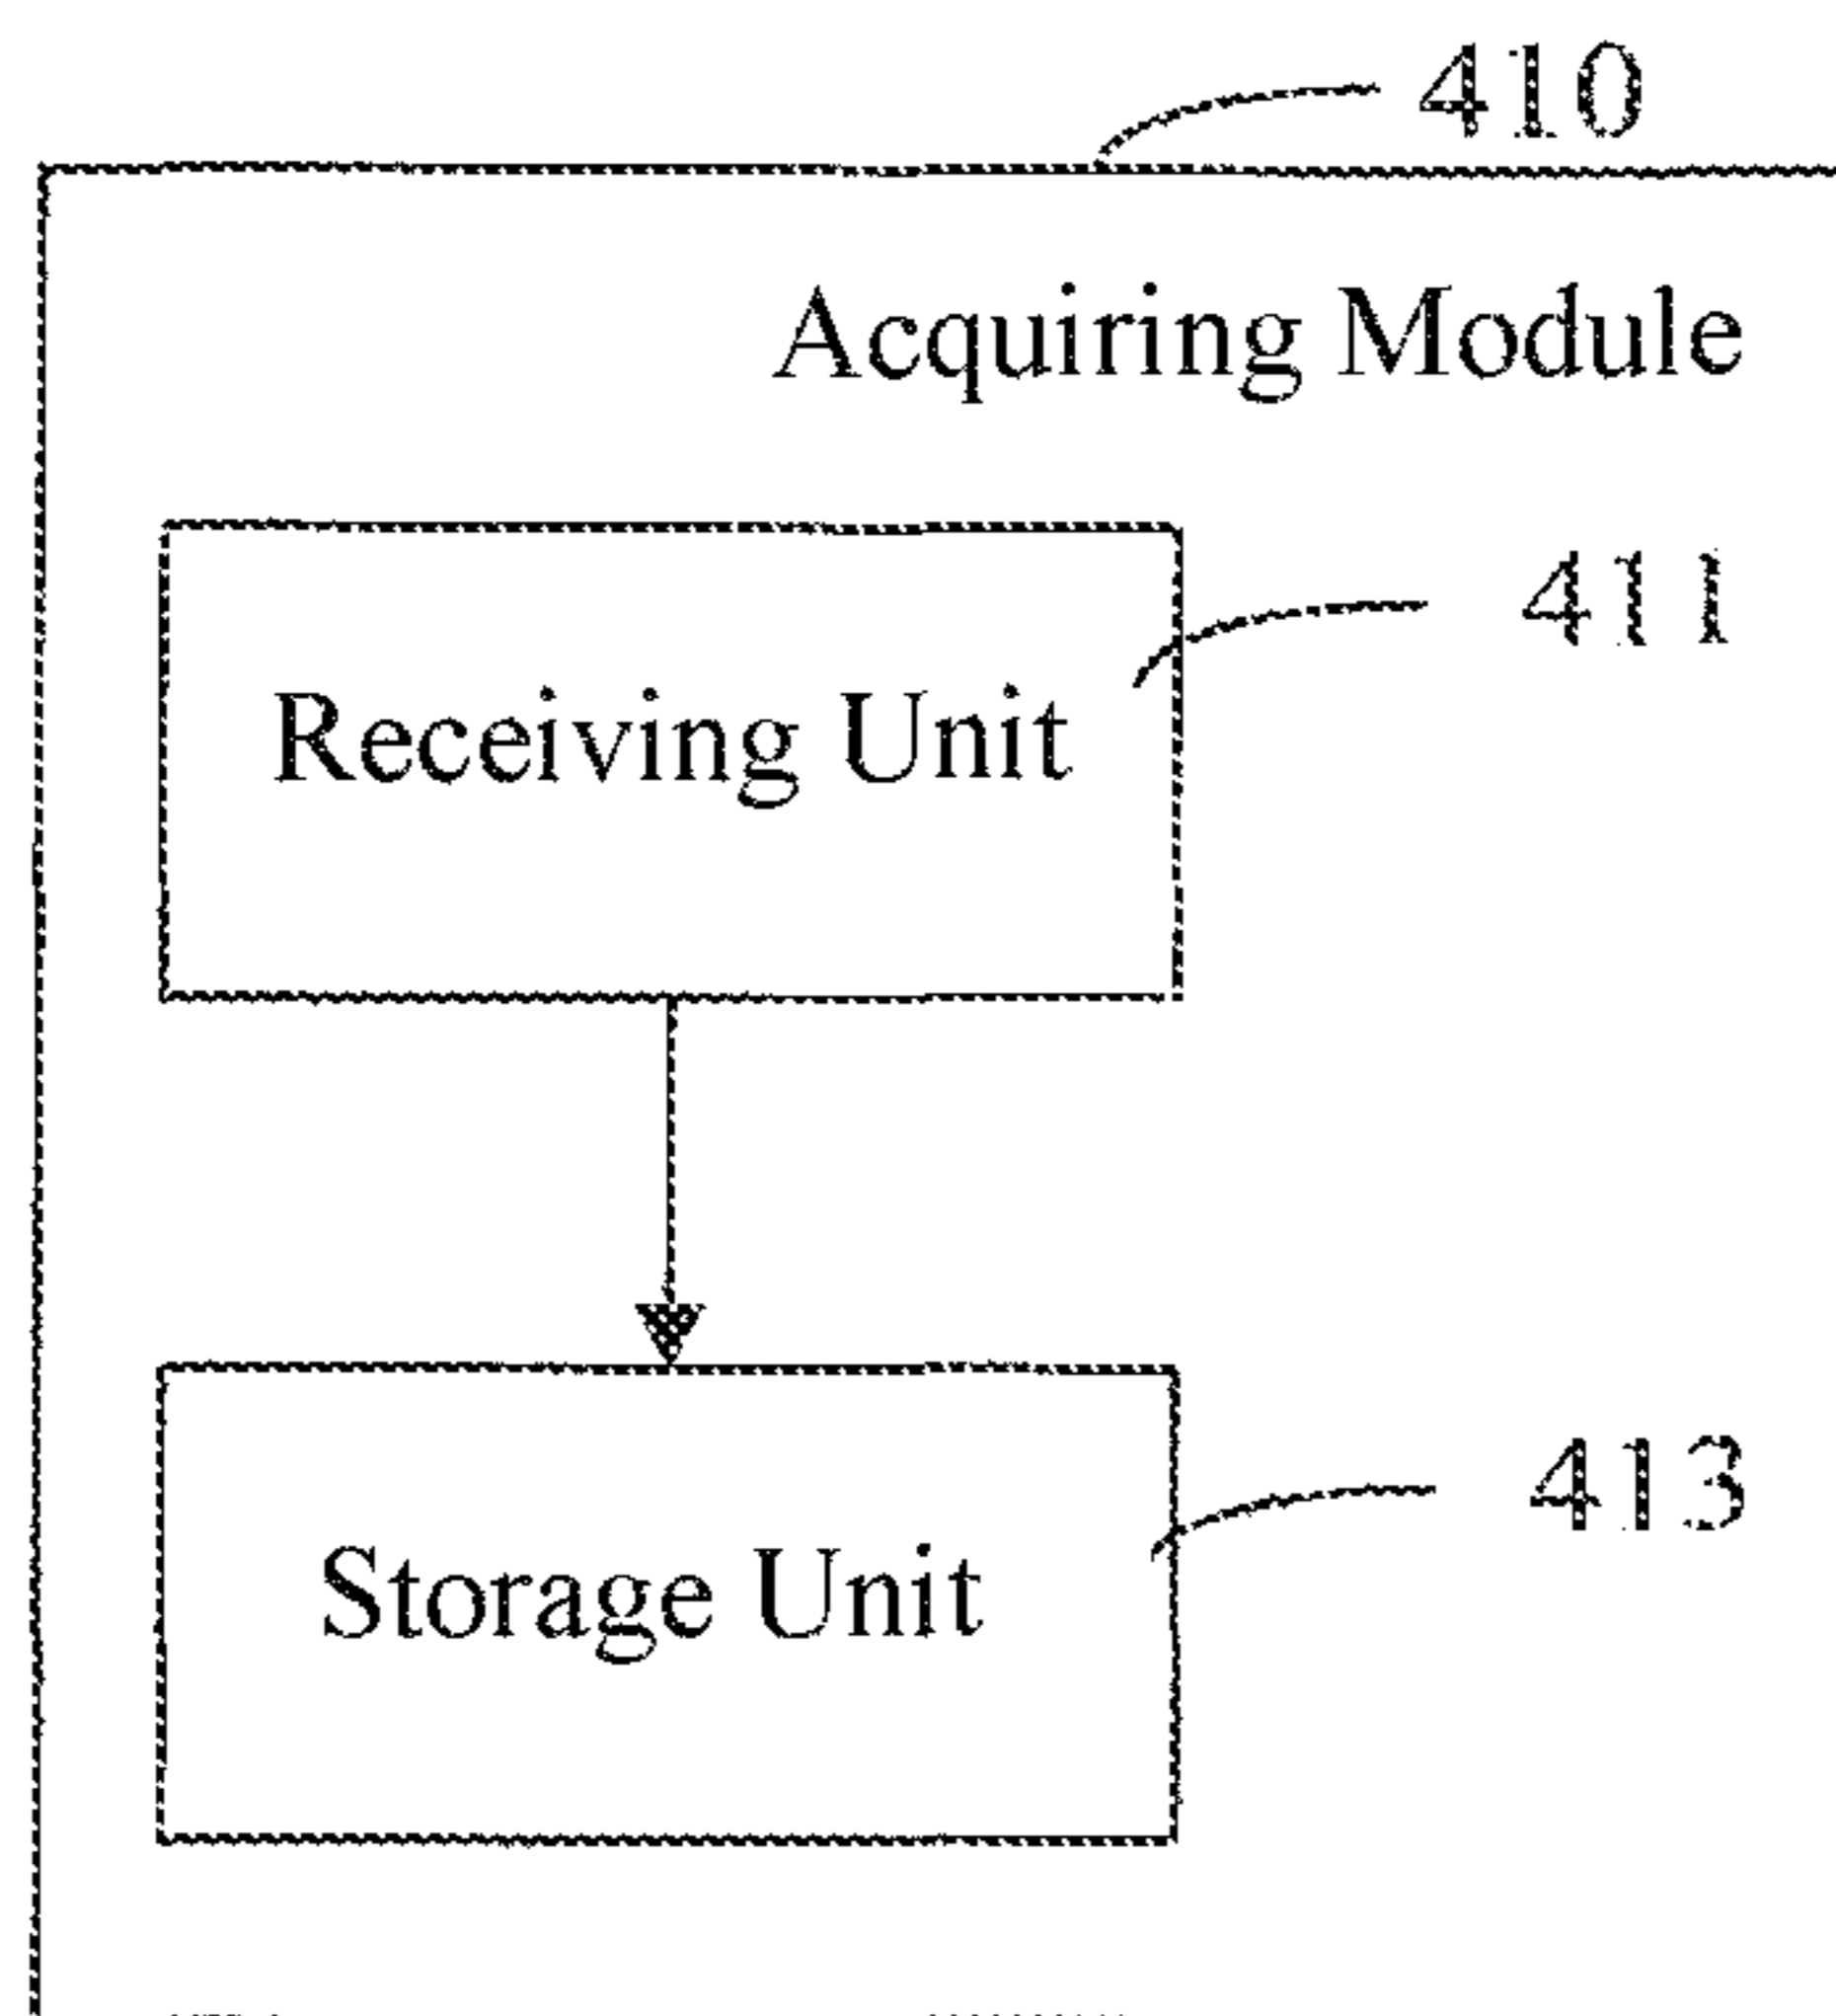 410
Acquiring Module
411
Receiving Unit
413
Storage Unit